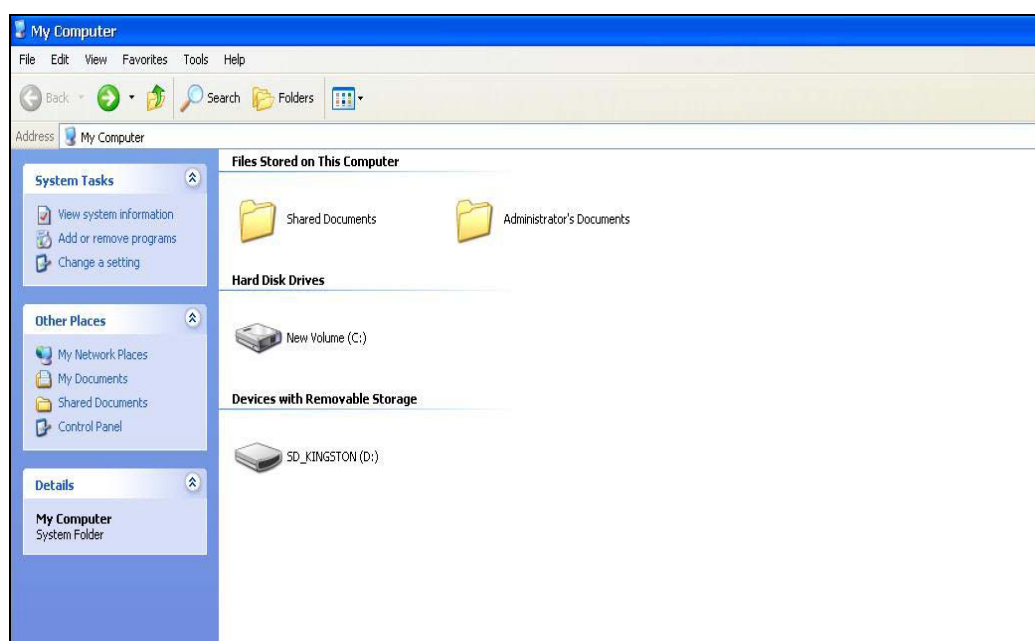 My Computer
File Edit View Favorites Tools Help
Back Search Folders
Address My Computer
System Tasks
View system information
Add or remove programs
Change a setting
Other Places
My Network Places
My Documents
Shared Documents
Control Panel
Details
My Computer
System Folder
Files Stored on This Computer
Shared Documents Administrator's Documents
Hard Disk Drives
New Volume (C:)
Devices with Removable Storage
SD_KINGSTON (D:)